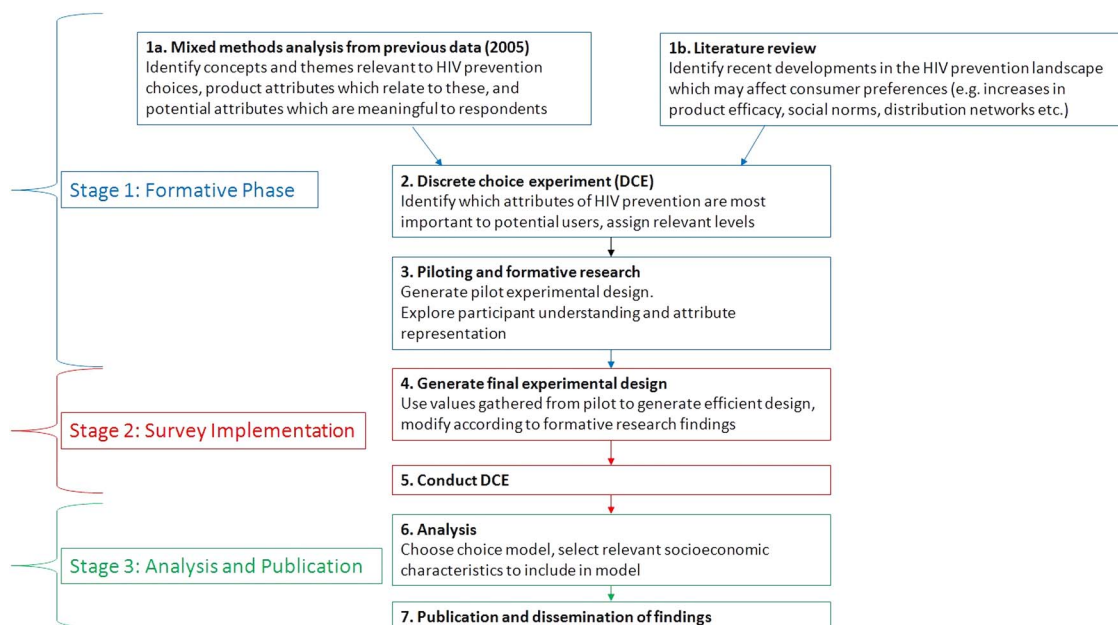 1a. Mixed methods analysis from previous data (2005)
Identify concepts and themes relevant to HIV prevention
choices, product attributes which relate to these, and
potential attributes which are meaningful to respondents
1b. Literature review
Identify recent developments in the HIV prevention landscape
which may affect consumer preferences (e.g. increases in
product efficacy, social norms, distribution networks etc.)
Stage 1: Formative Phase
2. Discrete choice experiment (DCE)
Identify which attributes of HIV prevention are most
important to potential users, assign relevant levels
3. Piloting and formative research
Generate pilot experimental design.
Explore participant understanding and attribute
representation
Stage 2: Survey Implementation
4. Generate final experimental design
Use values gathered from pilot to generate efficient design,
modify according to formative research findings
5. Conduct DCE
Stage 3: Analysis and Publication
6. Analysis
Choose choice model, select relevant socioeconomic
characteristics to include in model
7. Publication and dissemination of findings